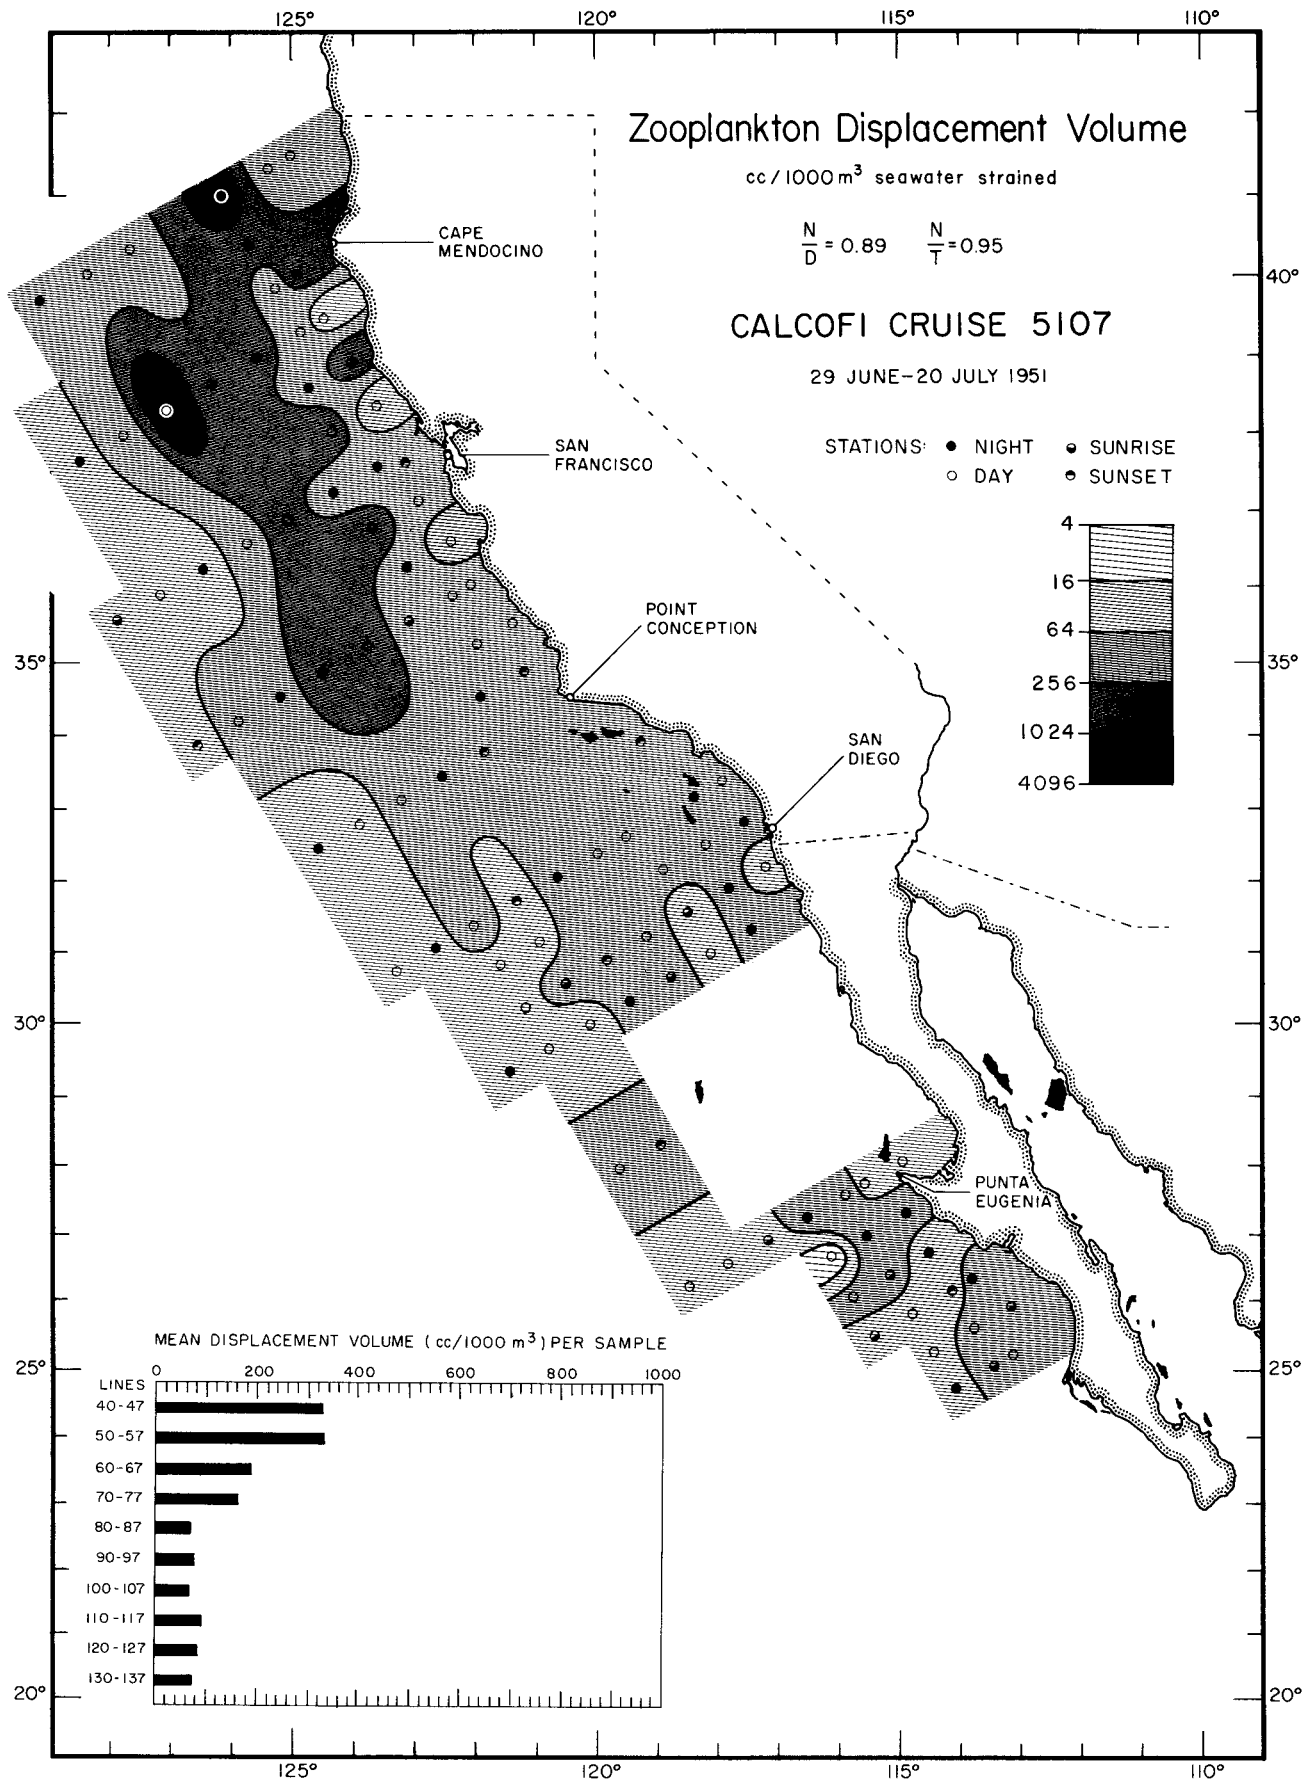 125° 120° 115° 110°
Zooplankton Displacement Volume
cc/1000 m³ seawater strained
N/D = 0.89 N/T = 0.95
CALCOFI CRUISE 5107
29 JUNE-20 JULY 1951
STATIONS: ● NIGHT SUNRISE
○ DAY SUNSET
CAPE
MENDOCINO
40°
SAN
FRANCISCO
4
16
64
256
1024
4096
POINT
CONCEPTION
35° 35°
SAN
DIEGO
30° 30°
PUNTA
EUGENIA
25° 25°
MEAN DISPLACEMENT VOLUME (cc/1000 m³) PER SAMPLE
0 200 400 600 800 1000
LINES
40-47
50-57
60-67
70-77
80-87
90-97
100-107
110-117
120-127
130-137
20° 20°
125° 120° 115° 110°